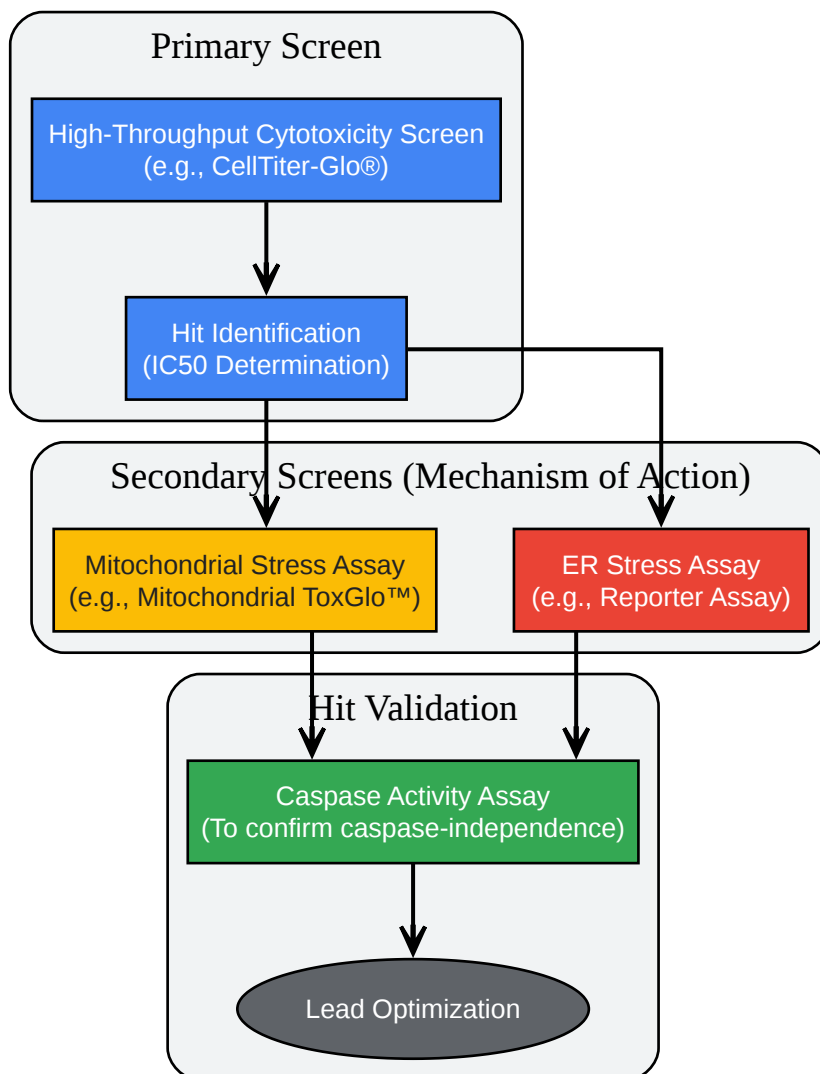 Primary Screen
High-Throughput Cytotoxicity Screen
(e.g., CellTiter-Glo®)
Hit Identification
(IC50 Determination)
Secondary Screens (Mechanism of Action)
Mitochondrial Stress Assay
(e.g., Mitochondrial ToxGlo™)
ER Stress Assay
(e.g., Reporter Assay)
Hit Validation
Caspase Activity Assay
(To confirm caspase-independence)
Lead Optimization